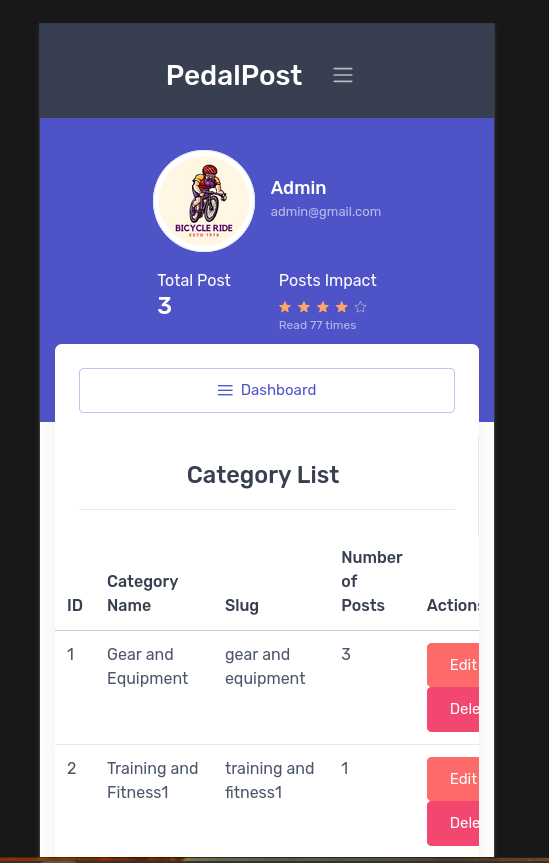 PedalPost
BICYCLE RIDE
ESTD 1976
Admin
admin@gmail.com
Total Post
3
Posts Impact
Read 77 times
Dashboard
Category List
ID
Category
Name
Slug
Number
of
Posts
Actions
1
Gear and
Equipment
gear and
equipment
3
Edit
Dele
2
Training and
Fitness1
training and
fitness1
1
Edit
Dele